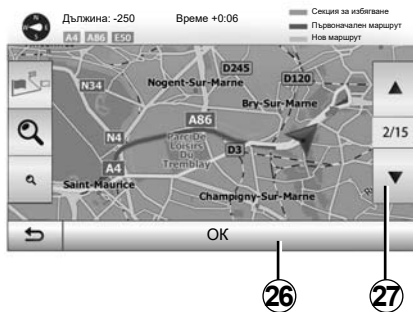 Дължина: -250 Време +0:06
A4 A86 E50
Секция за избягване
Първоначален маршрут
Нов маршрут
D245
D120
N34
Nogent-Sur-Marne
Bry-Sur-Marne
A86
2/15
N4
Parc De
Loisirs
Du
Tremblay
D3
A4
Saint-Maurice
Champigny-Sur-Marne
ОК
26
27